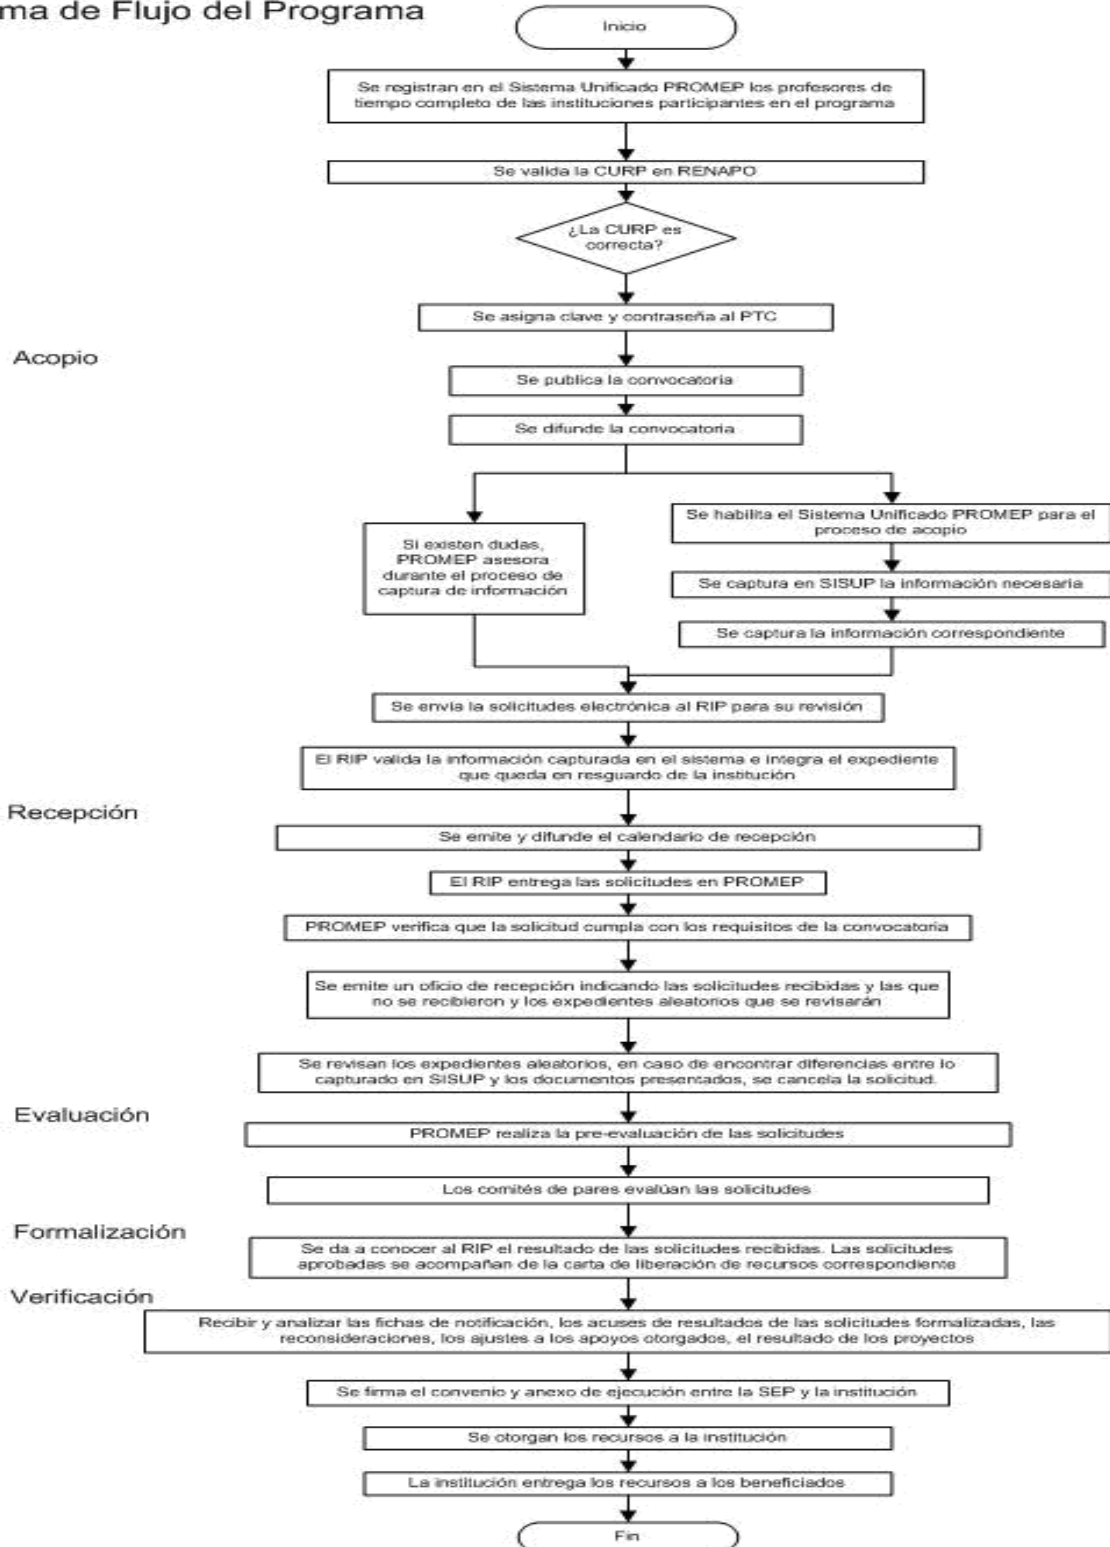 ma de Flujo del Programa
Inicio
Se registran en el Sistema Unificado PROMEP los profesores de
tiempo completo de las instituciones participantes en el programa
Se valida la CURP en RENAPO
¿La CURP es
correcta?
Se asigna clave y contraseña al PTC
Acopio
Se publica la convocatoria
Se difunde la convocatoria
Si existen dudas,
PROMEP asesora
durante el proceso de
captura de información
Se habilita el Sistema Unificado PROMEP para el
proceso de acopio
Se captura en SISUP la información necesaria
Se captura la información correspondiente
Se envía la solicitudes electrónica al RIP para su revisión
El RIP valida la información capturada en el sistema e integra el expediente
que queda en resguardo de la institución
Recepción
Se emite y difunde el calendario de recepción
El RIP entrega las solicitudes en PROMEP
PROMEP verifica que la solicitud cumpla con los requisitos de la convocatoria
Se emite un oficio de recepción indicando las solicitudes recibidas y las que
no se recibieron y los expedientes aleatorios que se revisarán
Se revisan los expedientes aleatorios, en caso de encontrar diferencias entre lo
capturado en SISUP y los documentos presentados, se cancela la solicitud.
Evaluación
PROMEP realiza la pre-evaluación de las solicitudes
Los comités de pares evalúan las solicitudes
Formalización
Se da a conocer al RIP el resultado de las solicitudes recibidas. Las solicitudes
aprobadas se acompañan de la carta de liberación de recursos correspondiente
Verificación
Recibir y analizar las fichas de notificación, los acuses de resultados de las solicitudes formalizadas, las
reconsideraciones, los ajustes a los apoyos otorgados, el resultado de los proyectos
Se firma el convenio y anexo de ejecución entre la SEP y la institución
Se otorgan los recursos a la institución
La institución entrega los recursos a los beneficiados
Fin